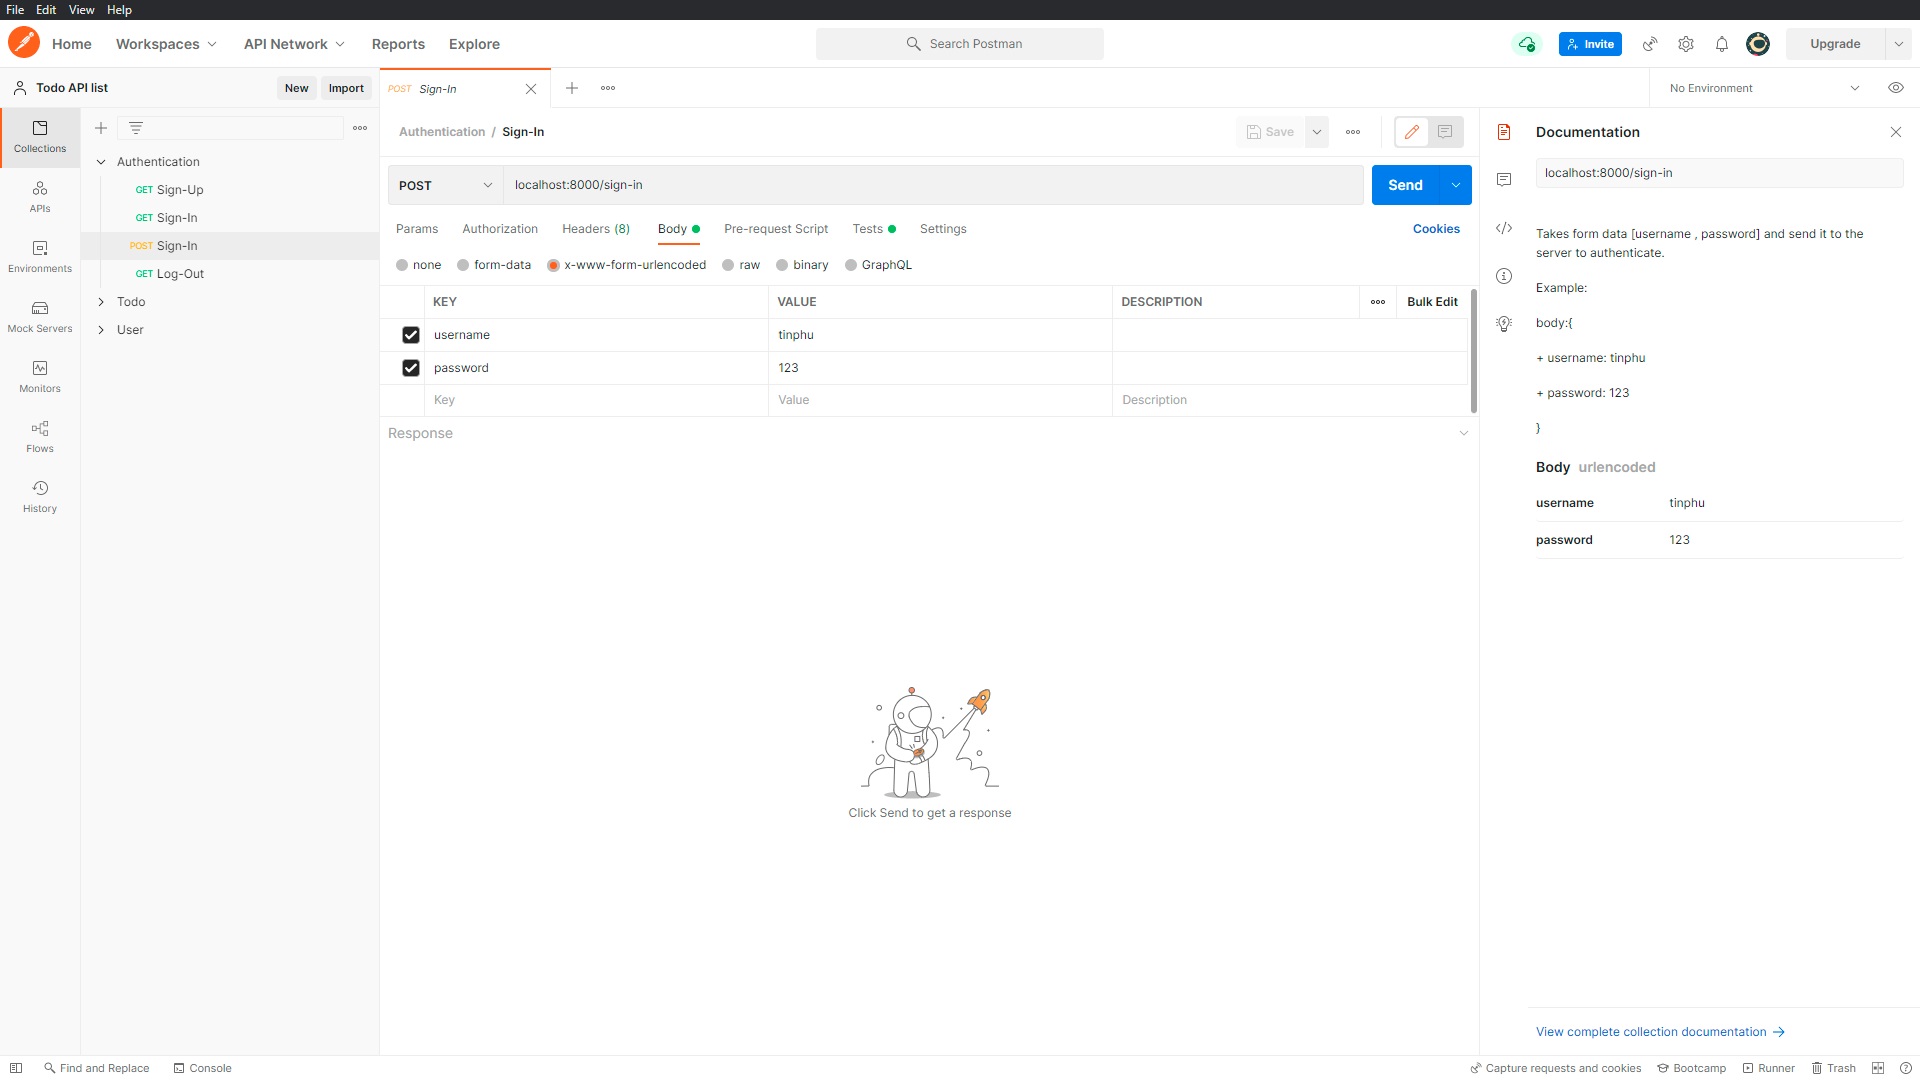 File Edit View Help
Home Workspaces API Network Reports Explore
Search Postman
Invite
Upgrade
Todo API list
New Import
POST Sign-In
No Environment
Collections
APIs
Environments
Mock Servers
Monitors
Flows
History
Authentication
GET Sign-Up
GET Sign-In
POST Sign-In
GET Log-Out
Todo
User
Authentication / Sign-In
Save
POST localhost:8000/sign-in
Send
Params Authorization Headers (8) Body Pre-request Script Tests Settings
Cookies
none form-data x-www-form-urlencoded raw binary GraphQL
KEY VALUE DESCRIPTION Bulk Edit
username tinphu
password 123
Key Value Description
Response
Click Send to get a response
Documentation
localhost:8000/sign-in
Takes form data [username , password] and send it to the
server to authenticate.
Example:
body:{
+ username: tinphu
+ password: 123
}
Body urlencoded
username tinphu
password 123
View complete collection documentation →
Find and Replace Console
Capture requests and cookies Bootcamp Runner Trash